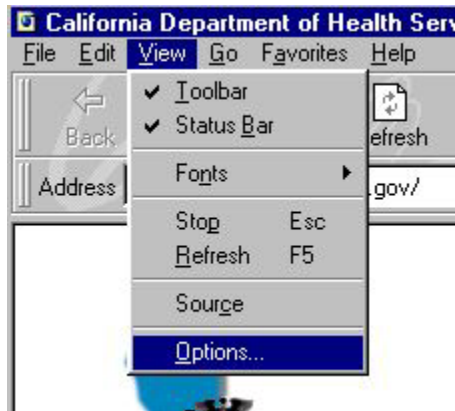 California Department of Health Serv
File Edit View Go Favorites Help
Toolbar
Back
Status Bar
efresh
Address
Fonts
.gov/
Stop Esc
Refresh F5
Source
Options...